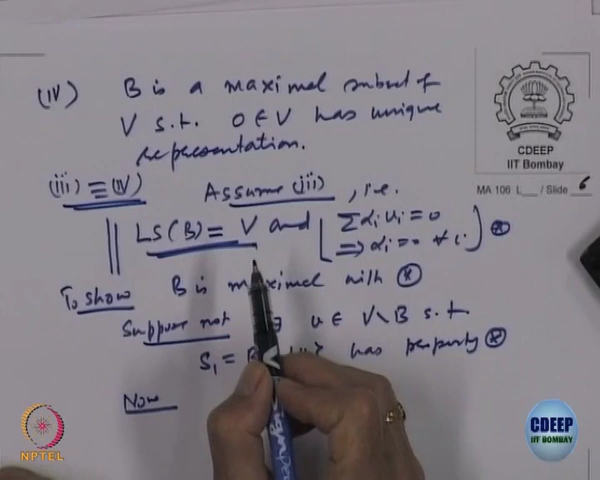 (iv) B is a maximal subset of
V s.t. 0 ∈ V has unique
representation.
(iii) ≡ (iv) Assume (iii), i.e.
LS(B) = V and [ Σ αᵢ vᵢ = 0
⟹ αᵢ = 0 ∀ i ] ⊛
To show B is maximal with ⊛
Suppose not ∃ u ∈ V \ B s.t.
S₁ = B has property ⊛
Now
CDEEP
IIT Bombay
MA 106 L___ / Slide 6
NPTEL
CDEEP
IIT BOMBAY